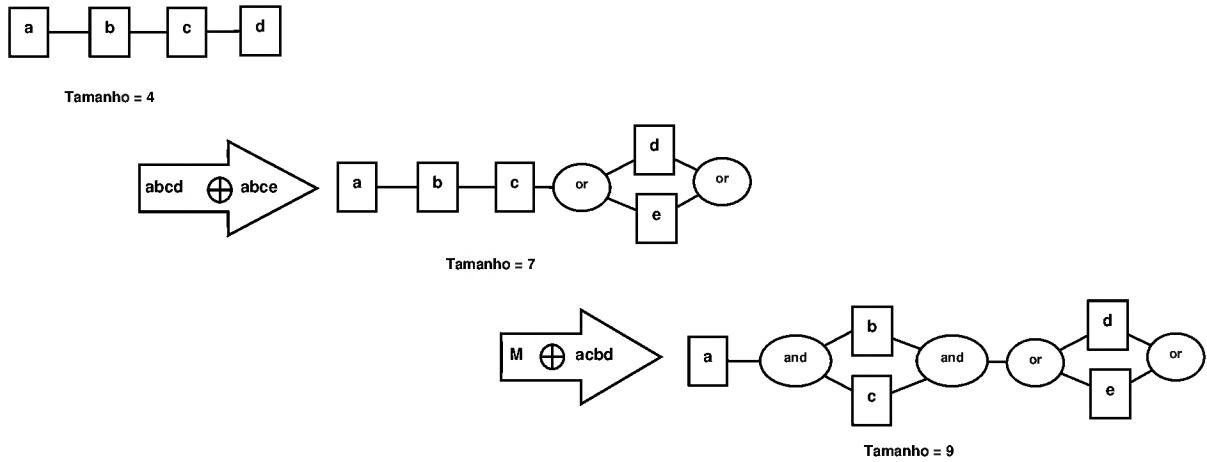 a b c d
Tamanho = 4
abcd ⊕ abce
a b c or d e or
Tamanho = 7
M ⊕ acbd
a and b c and or d e or
Tamanho = 9